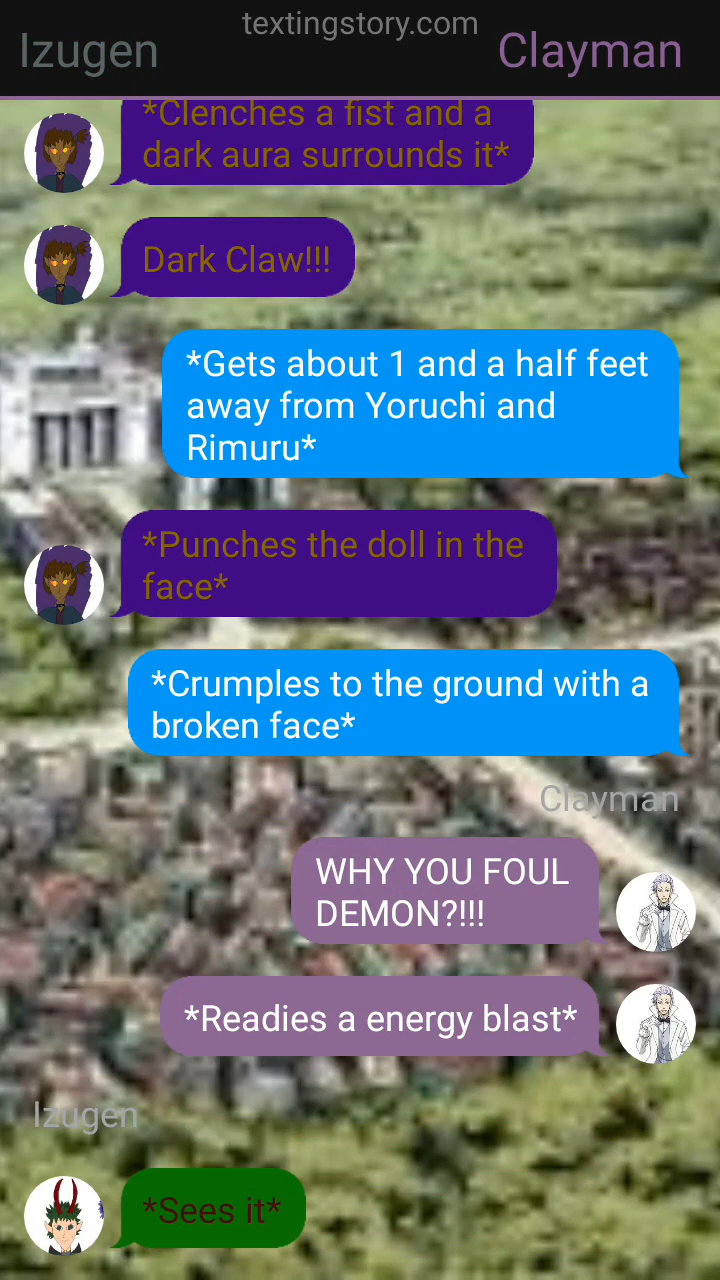 textingstory.com
Izugen
Clayman
*Clenches a fist and a
dark aura surrounds it*
Dark Claw!!!
*Gets about 1 and a half feet
away from Yoruchi and
Rimuru*
*Punches the doll in the
face*
*Crumples to the ground with a
broken face*
Clayman
WHY YOU FOUL
DEMON?!!!
*Readies a energy blast*
Izugen
*Sees it*